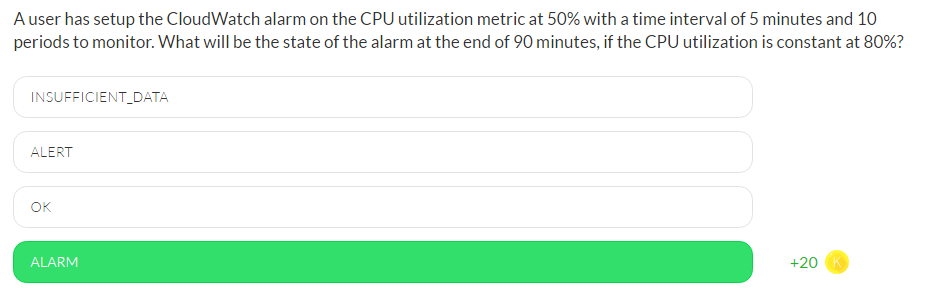 A user has setup the CloudWatch alarm on the CPU utilization metric at 50% with a time interval of 5 minutes and 10
periods to monitor. What will be the state of the alarm at the end of 90 minutes, if the CPU utilization is constant at 80%?
INSUFFICIENT_DATA
ALERT
OK
ALARM
+20 K